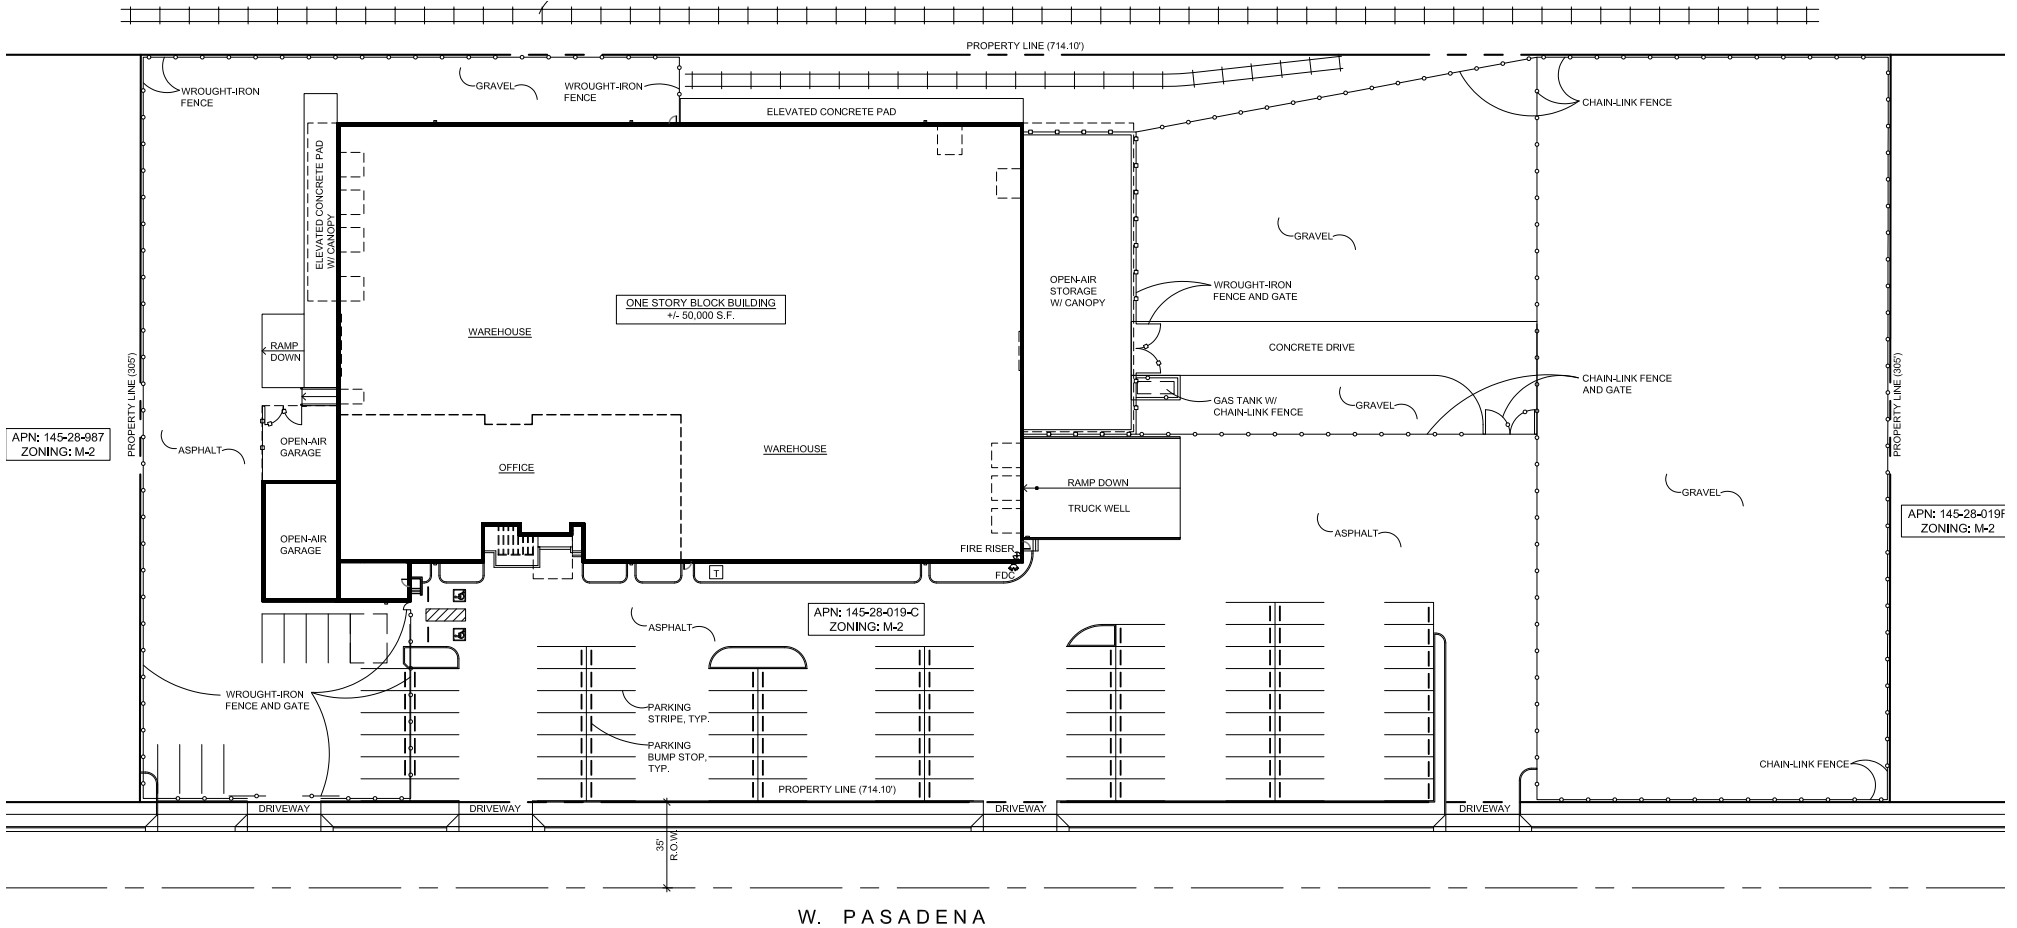 PROPERTY LINE (714.10')
WROUGHT-IRON
FENCE
GRAVEL
WROUGHT-IRON
FENCE
ELEVATED CONCRETE PAD
CHAIN-LINK FENCE
ELEVATED CONCRETE PAD
W/ CANOPY
GRAVEL
OPEN-AIR
STORAGE
W/ CANOPY
WROUGHT-IRON
FENCE AND GATE
ONE STORY BLOCK BUILDING
+/- 50,000 S.F.
WAREHOUSE
RAMP
DOWN
CONCRETE DRIVE
PROPERTY LINE (305')
PROPERTY LINE (305')
CHAIN-LINK FENCE
AND GATE
GAS TANK W/
CHAIN-LINK FENCE
GRAVEL
APN: 145-28-987
ZONING: M-2
ASPHALT
OPEN-AIR
GARAGE
WAREHOUSE
OFFICE
RAMP DOWN
TRUCK WELL
GRAVEL
APN: 145-28-019F
ZONING: M-2
ASPHALT
OPEN-AIR
GARAGE
FIRE RISER
FDC
T
APN: 145-28-019-C
ZONING: M-2
ASPHALT
WROUGHT-IRON
FENCE AND GATE
PARKING
STRIPE, TYP.
PARKING
BUMP STOP,
TYP.
CHAIN-LINK FENCE
PROPERTY LINE (714.10')
DRIVEWAY
DRIVEWAY
DRIVEWAY
DRIVEWAY
35'
R.O.W.
W. PASADENA